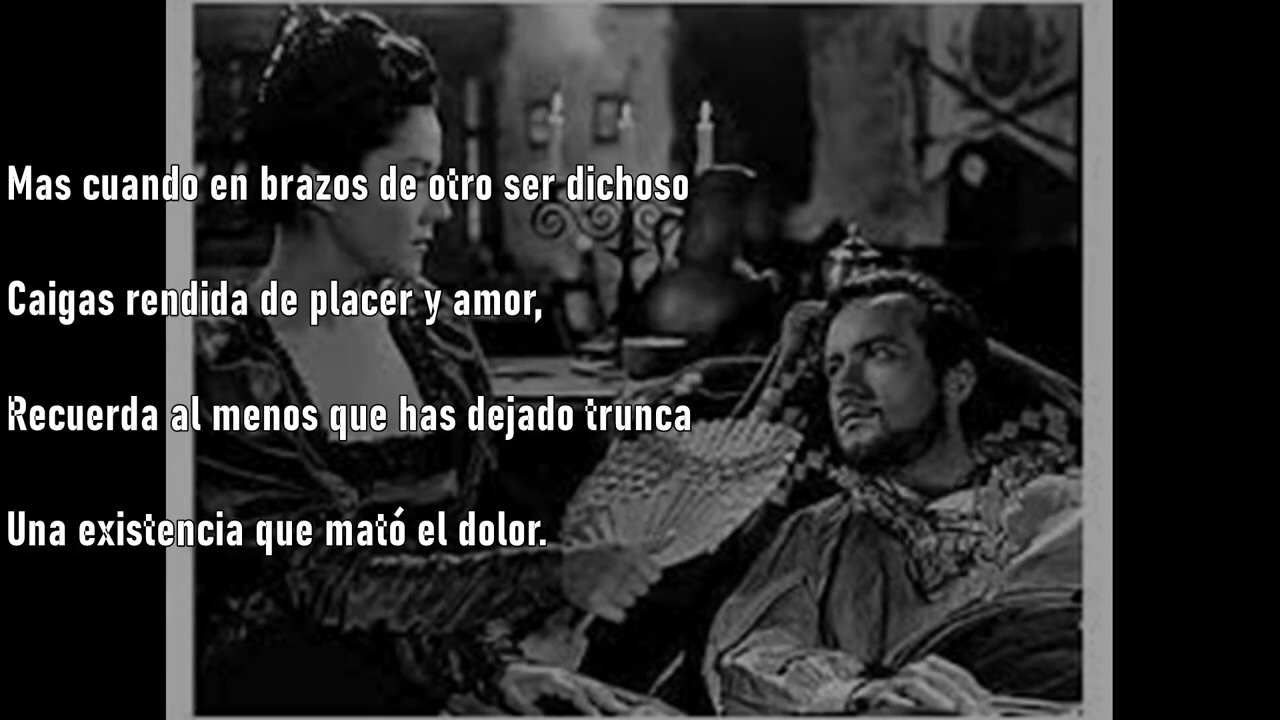 Mas cuando en brazos de otro ser dichoso
Caigas rendida de placer y amor,
Recuerda al menos que has dejado trunca
Una existencia que mató el dolor.